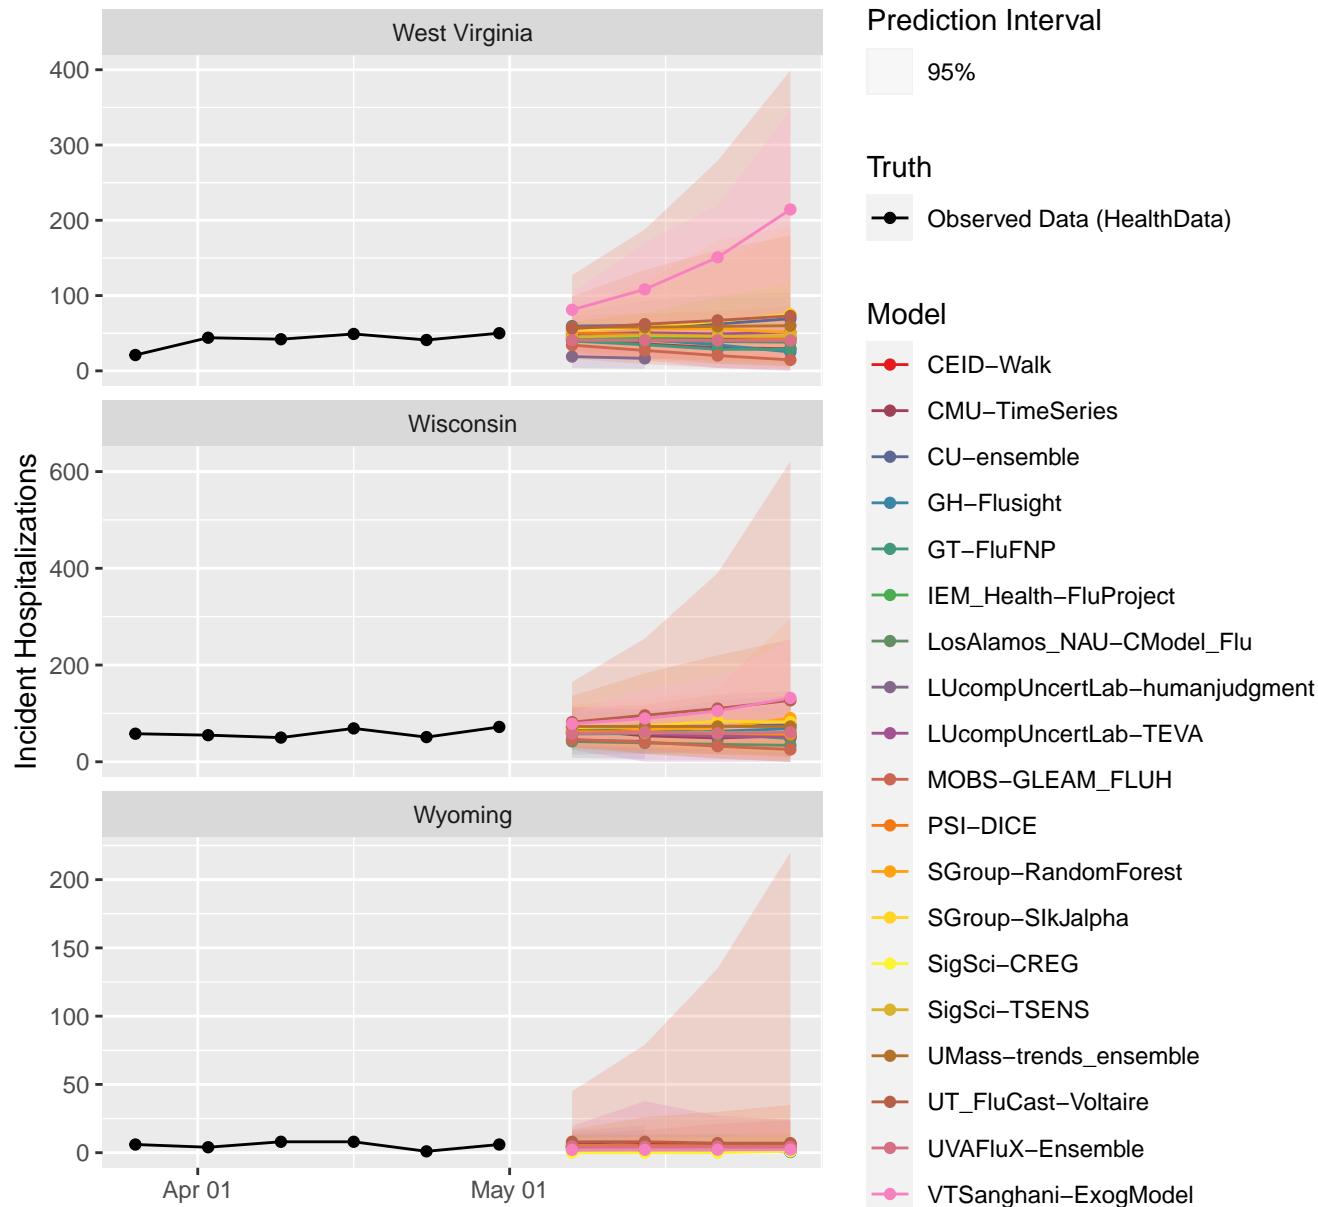 West Virginia
400
300
200
100
0
Wisconsin
600
400
200
0
Wyoming
200
150
100
50
0
Apr 01
May 01
Incident Hospitalizations
Prediction Interval
95%
Truth
Observed Data (HealthData)
Model
CEID−Walk
CMU−TimeSeries
CU−ensemble
GH−Flusight
GT−FluFNP
IEM_Health−FluProject
LosAlamos_NAU−CModel_Flu
LUcompUncertLab−humanjudgment
LUcompUncertLab−TEVA
MOBS−GLEAM_FLUH
PSI−DICE
SGroup−RandomForest
SGroup−SIkJalpha
SigSci−CREG
SigSci−TSENS
UMass−trends_ensemble
UT_FluCast−Voltaire
UVAFluX−Ensemble
VTSanghani−ExogModel